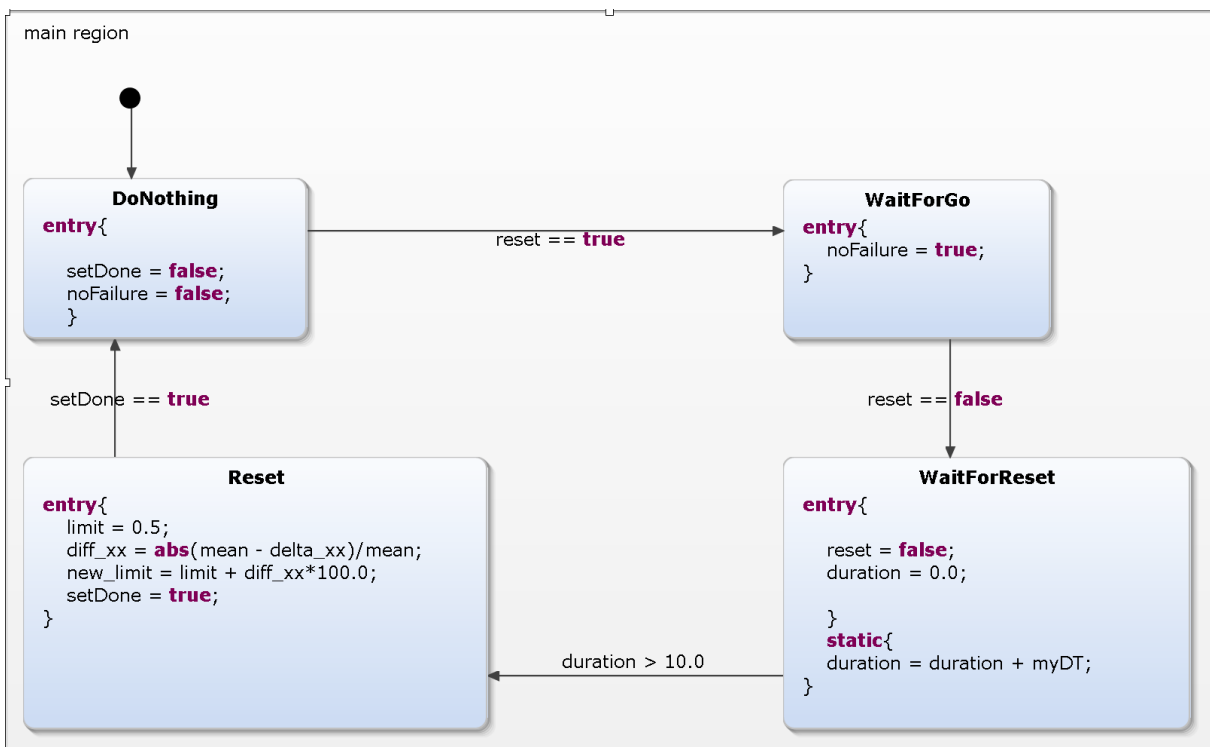 main region
DoNothing
entry{
setDone = false;
noFailure = false;
}
reset == true
WaitForGo
entry{
noFailure = true;
}
setDone == true
reset == false
Reset
entry{
limit = 0.5;
diff_xx = abs(mean - delta_xx)/mean;
new_limit = limit + diff_xx*100.0;
setDone = true;
}
WaitForReset
entry{
reset = false;
duration = 0.0;
}
static{
duration = duration + myDT;
}
duration > 10.0